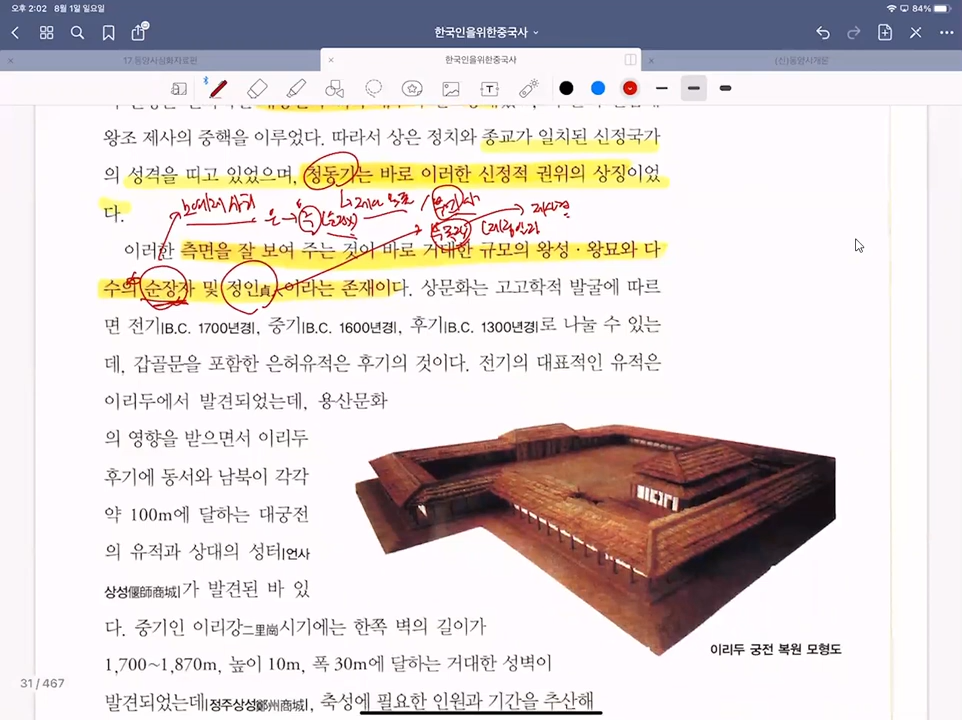 오후 2:02 8월 1일 일요일
84%
한국인을위한중국사
17.동양사심화자료편
한국인을위한중국사
(신)동양사개론
왕조 제사의 중핵을 이루었다. 따라서 상은 정치와 종교가 일치된 신정국가
의 성격을 띠고 있었으며, 청동기는 바로 이러한 신정적 권위의 상징이었
다.
이러한 측면을 잘 보여 주는 것이 바로 거대한 규모의 왕성·왕묘와 다
수의 순장자 및 정인貞人이라는 존재이다. 상문화는 고고학적 발굴에 따르
면 전기|B.C. 1700년경|, 중기|B.C. 1600년경|, 후기|B.C. 1300년경|로 나눌 수 있는
데, 갑골문을 포함한 은허유적은 후기의 것이다. 전기의 대표적인 유적은
이리두에서 발견되었는데, 용산문화
의 영향을 받으면서 이리두
후기에 동서와 남북이 각각
약 100m에 달하는 대궁전
의 유적과 상대의 성터|언사
상성偃師商城|가 발견된 바 있
다. 중기인 이리강二里崗시기에는 한쪽 벽의 길이가
1,700~1,870m, 높이 10m, 폭 30m에 달하는 거대한 성벽이
발견되었는데|정주상성鄭州商城|, 축성에 필요한 인원과 기간을 추산해
이리두 궁전 복원 모형도
31 / 467